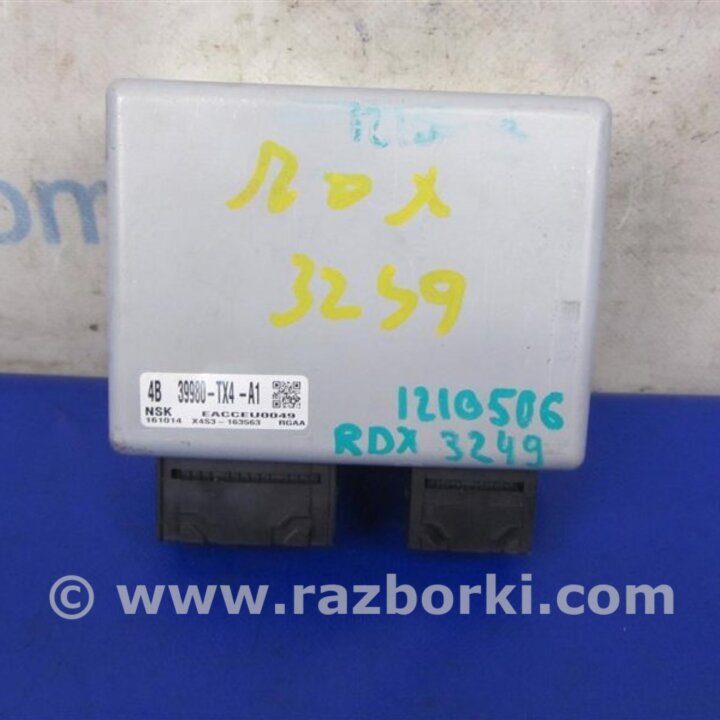 RDX
3249
4B 39980-TX4-A1
NSK EACCEU0049
161014 X4S3-163563 RGAA
1210506
RDX 3249
© www.razborki.com